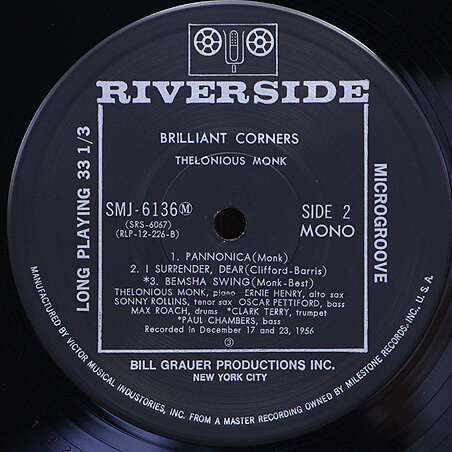 RIVERSIDE
BRILLIANT CORNERS
THELONIOUS MONK
LONG PLAYING 33 1/3
MICROGROOVE
SMJ-6136 Ⓜ
(SRS-6067)
(RLP-12-226-B)
SIDE 2
MONO
1. PANNONICA (Monk)
2. I SURRENDER, DEAR (Clifford-Barris)
*3. BEMSHA SWING (Monk-Best)
THELONIOUS MONK, piano ERNIE HENRY, alto sax
SONNY ROLLINS, tenor sax OSCAR PETTIFORD, bass
MAX ROACH, drums *CLARK TERRY, trumpet
*PAUL CHAMBERS, bass
Recorded in December 17 and 23, 1956
③
BILL GRAUER PRODUCTIONS INC.
NEW YORK CITY
MANUFACTURED BY VICTOR MUSICAL INDUSTORIES, INC. FROM A MASTER RECORDING OWNED BY MILESTONE RECORDS INC., U.S.A.